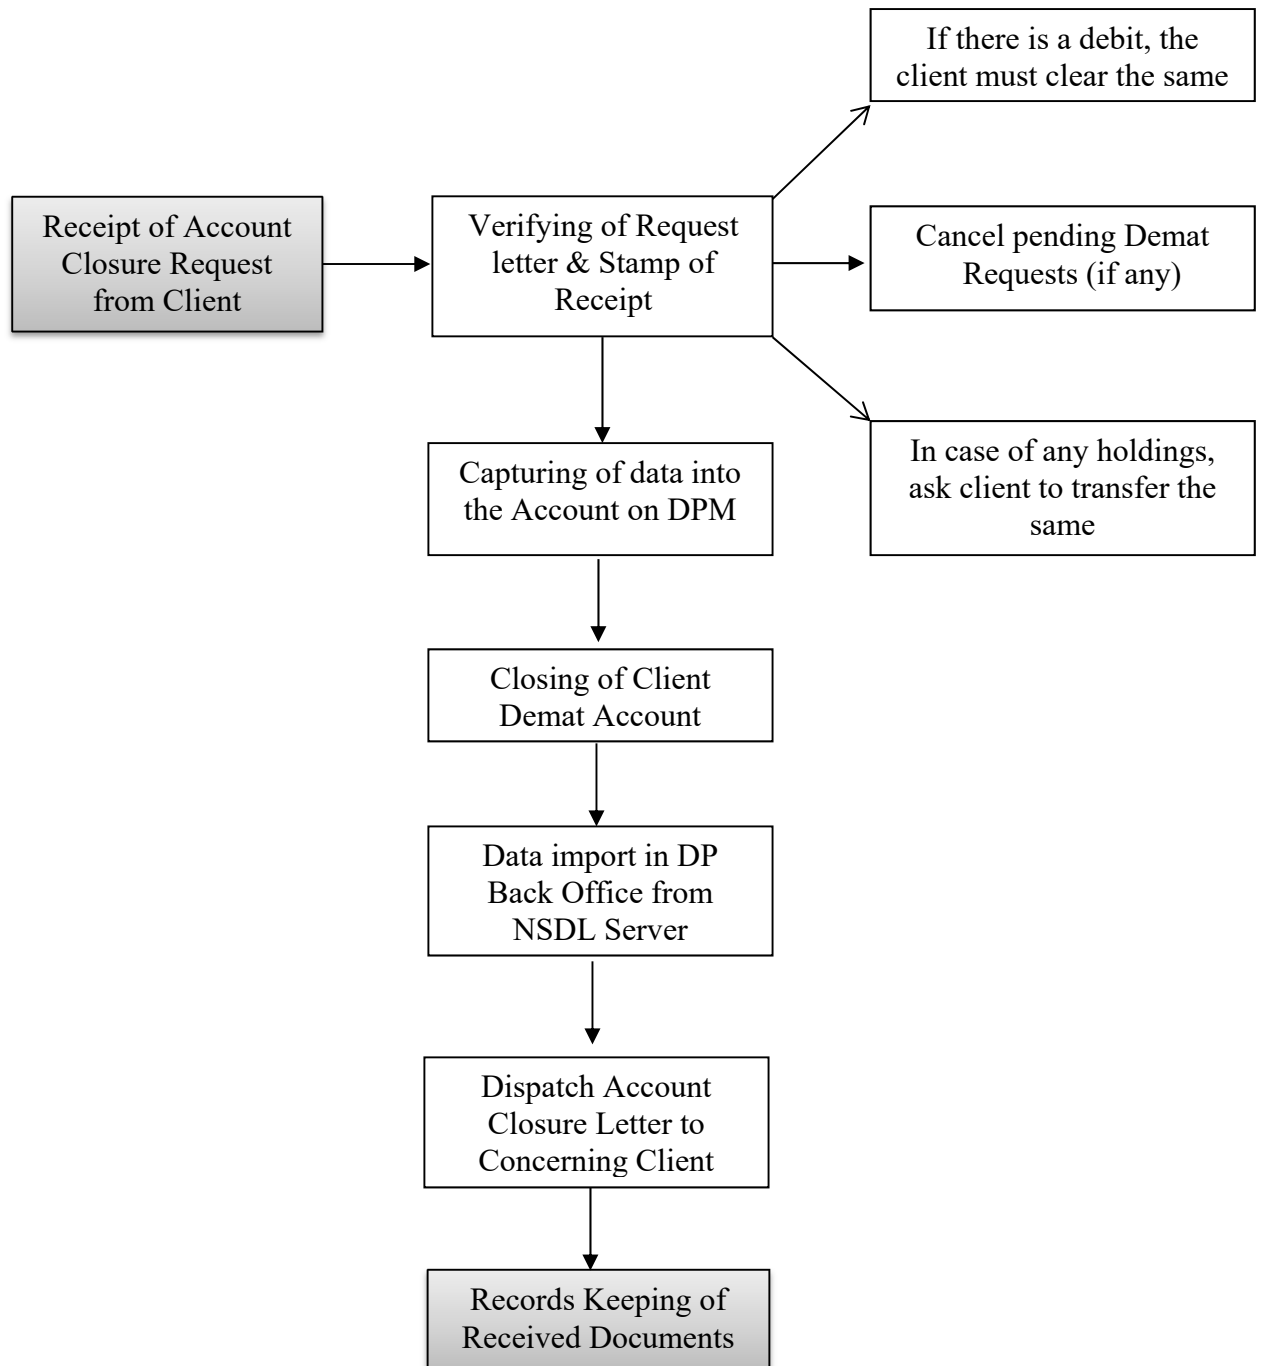 If there is a debit, the
client must clear the same
Receipt of Account
Closure Request
from Client
Verifying of Request
letter & Stamp of
Receipt
Cancel pending Demat
Requests (if any)
In case of any holdings,
ask client to transfer the
same
Capturing of data into
the Account on DPM
Closing of Client
Demat Account
Data import in DP
Back Office from
NSDL Server
Dispatch Account
Closure Letter to
Concerning Client
Records Keeping of
Received Documents